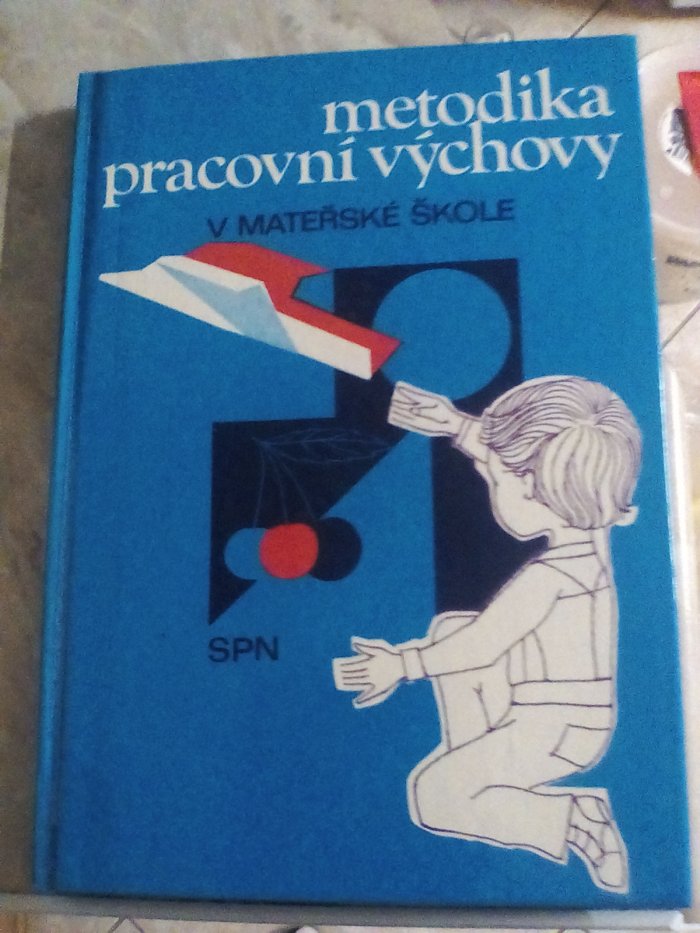 metodika
pracovní výchovy
V MATEŘSKÉ ŠKOLE
SPN